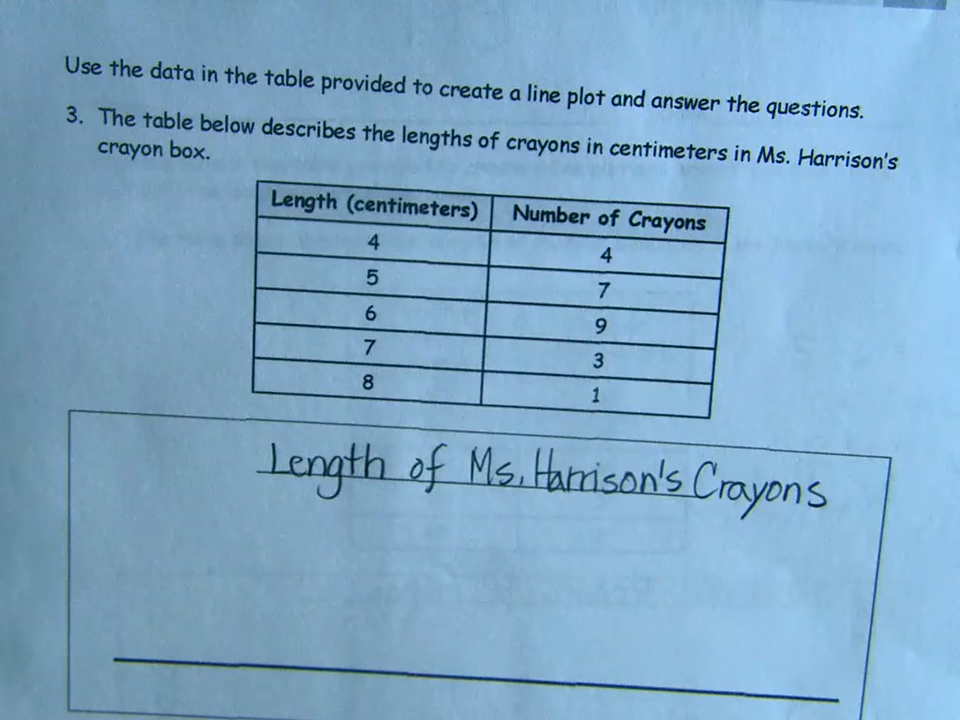 Use the data in the table provided to create a line plot and answer the questions.
3. The table below describes the lengths of crayons in centimeters in Ms. Harrison's
crayon box.
Length (centimeters) Number of Crayons
4 4
5 7
6 9
7 3
8 1
Length of Ms. Harrison's Crayons